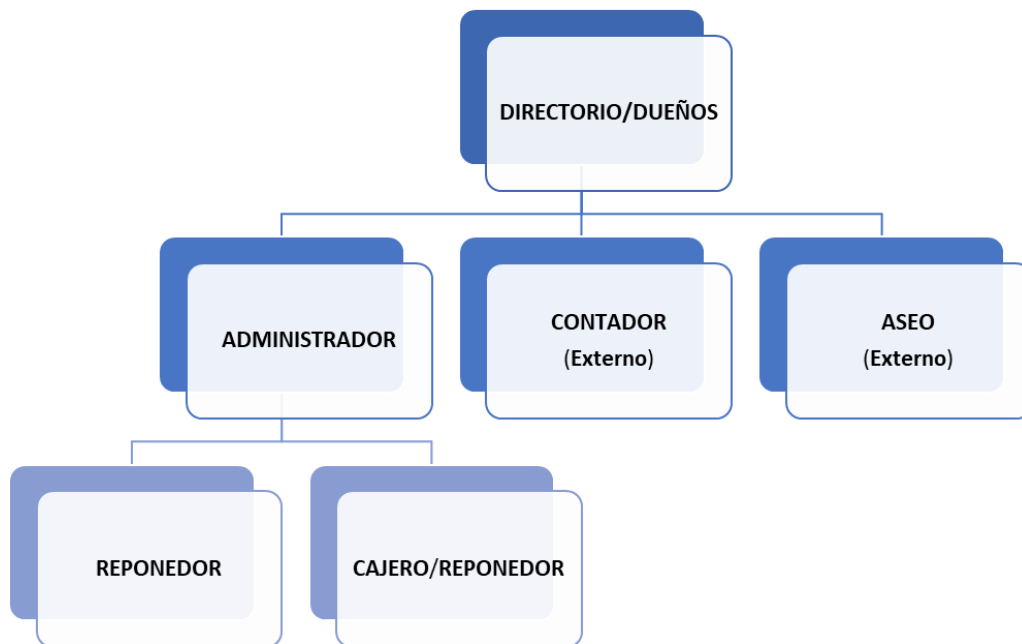 DIRECTORIO/DUEÑOS
ADMINISTRADOR
CONTADOR
(Externo)
ASEO
(Externo)
REPONEDOR
CAJERO/REPONEDOR